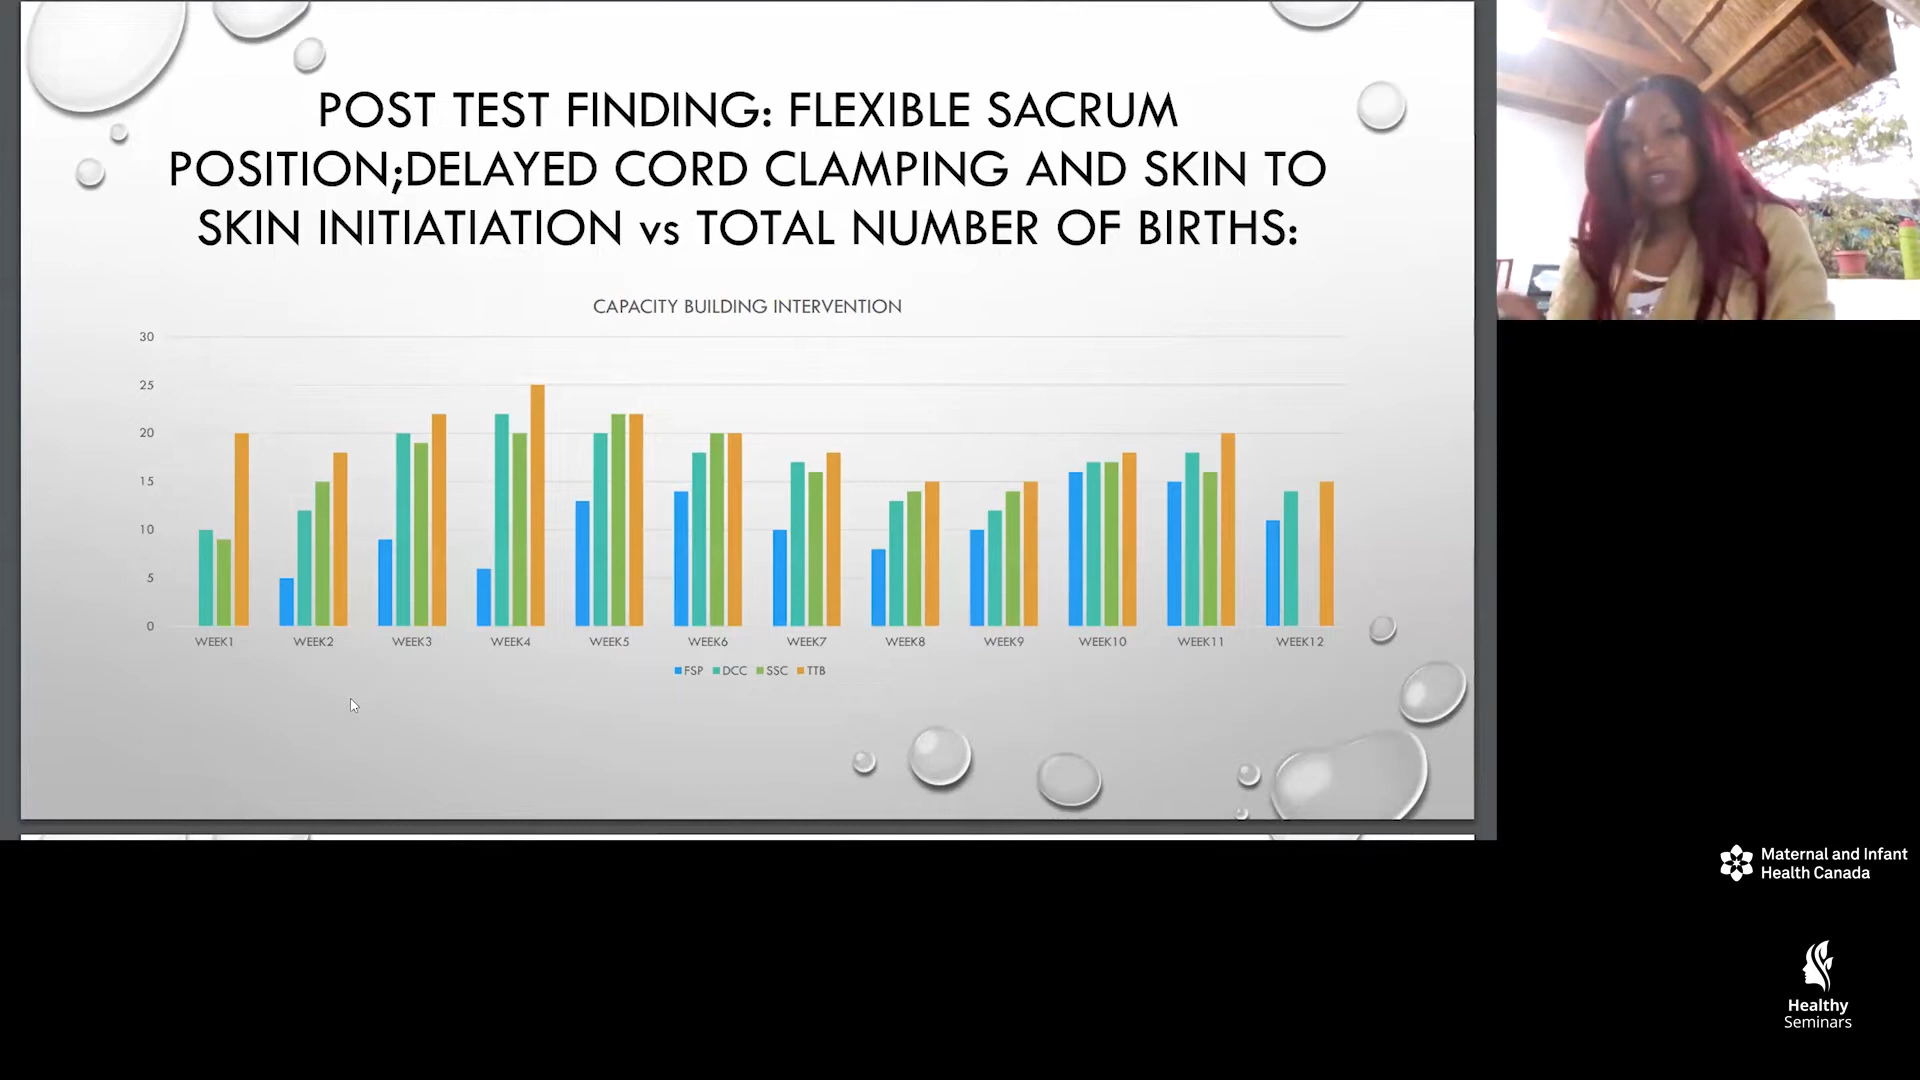 POST TEST FINDING: FLEXIBLE SACRUM
POSITION;DELAYED CORD CLAMPING AND SKIN TO
SKIN INITIATIATION vs TOTAL NUMBER OF BIRTHS:
CAPACITY BUILDING INTERVENTION
30
25
20
15
10
5
0
WEEK1 WEEK2 WEEK3 WEEK4 WEEK5 WEEK6 WEEK7 WEEK8 WEEK9 WEEK10 WEEK11 WEEK12
FSP DCC SSC TTB
Maternal and Infant
Health Canada
Healthy
Seminars